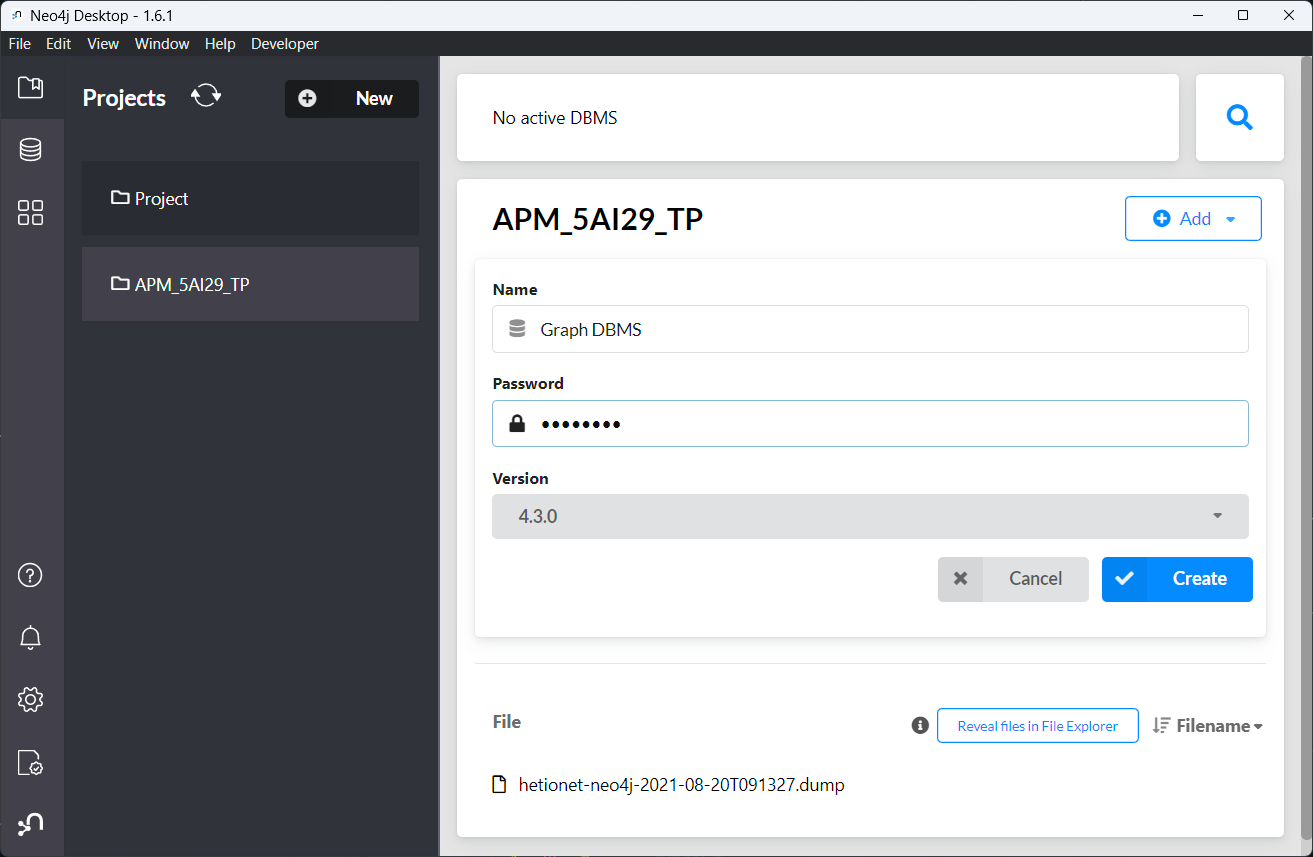 Neo4j Desktop - 1.6.1
File Edit View Window Help Developer
Projects
New
Project
APM_5AI29_TP
No active DBMS
APM_5AI29_TP
Add
Name
Graph DBMS
Password
••••••••
Version
4.3.0
Cancel
Create
File
Reveal files in File Explorer
Filename
hetionet-neo4j-2021-08-20T091327.dump